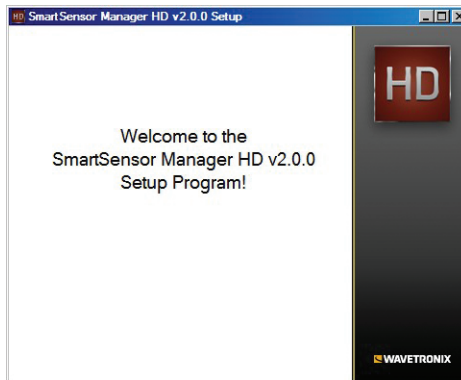 HD SmartSensor Manager HD v2.0.0 Setup
HD
Welcome to the
SmartSensor Manager HD v2.0.0
Setup Program!
WAVETRONIX